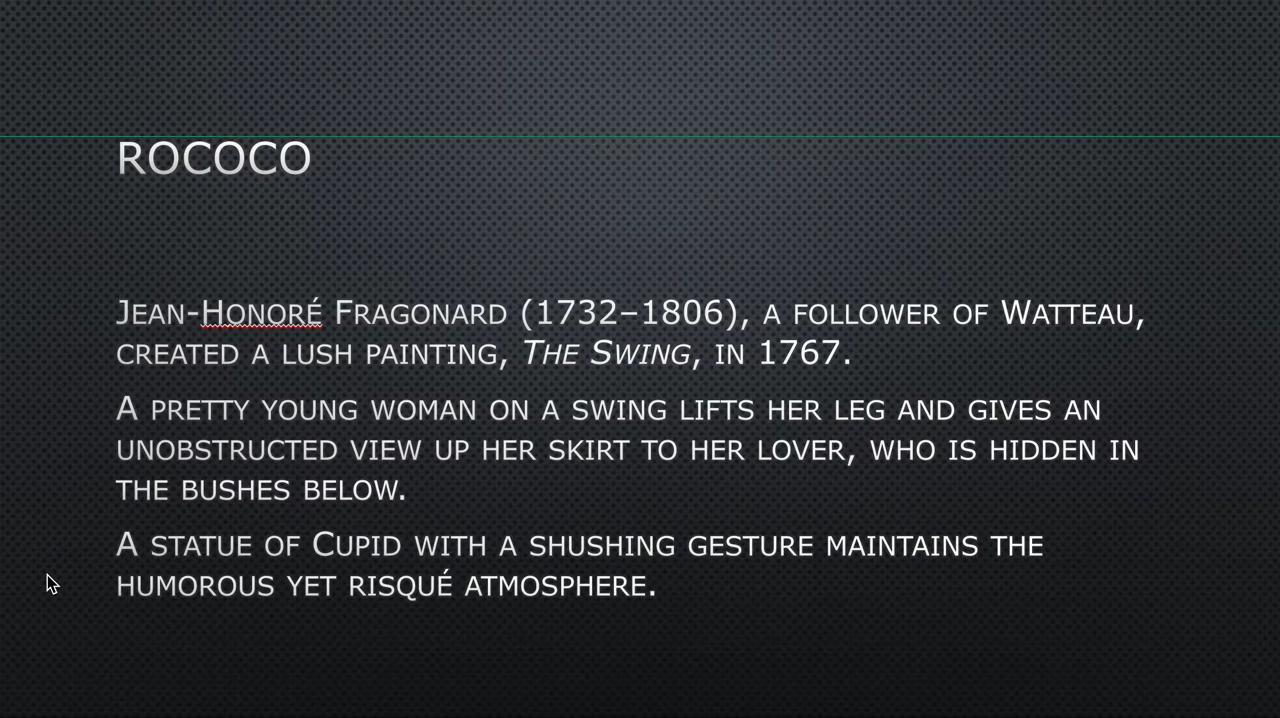 ROCOCO
Jean-Honoré Fragonard (1732–1806), a follower of Watteau,
created a lush painting, The Swing, in 1767.
A pretty young woman on a swing lifts her leg and gives an
unobstructed view up her skirt to her lover, who is hidden in
the bushes below.
A statue of Cupid with a shushing gesture maintains the
humorous yet risqué atmosphere.